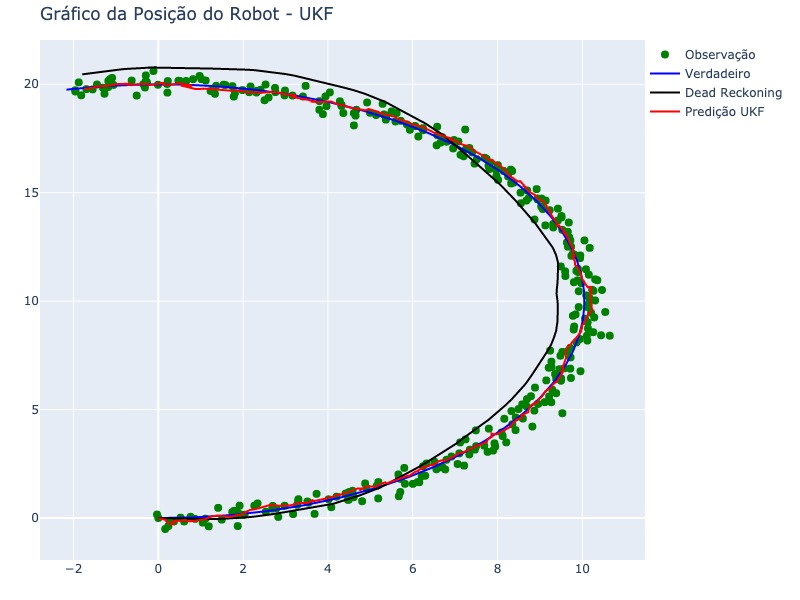 Gráfico da Posição do Robot - UKF
Observação
Verdadeiro
Dead Reckoning
Predição UKF
20
15
10
5
0
−2 0 2 4 6 8 10